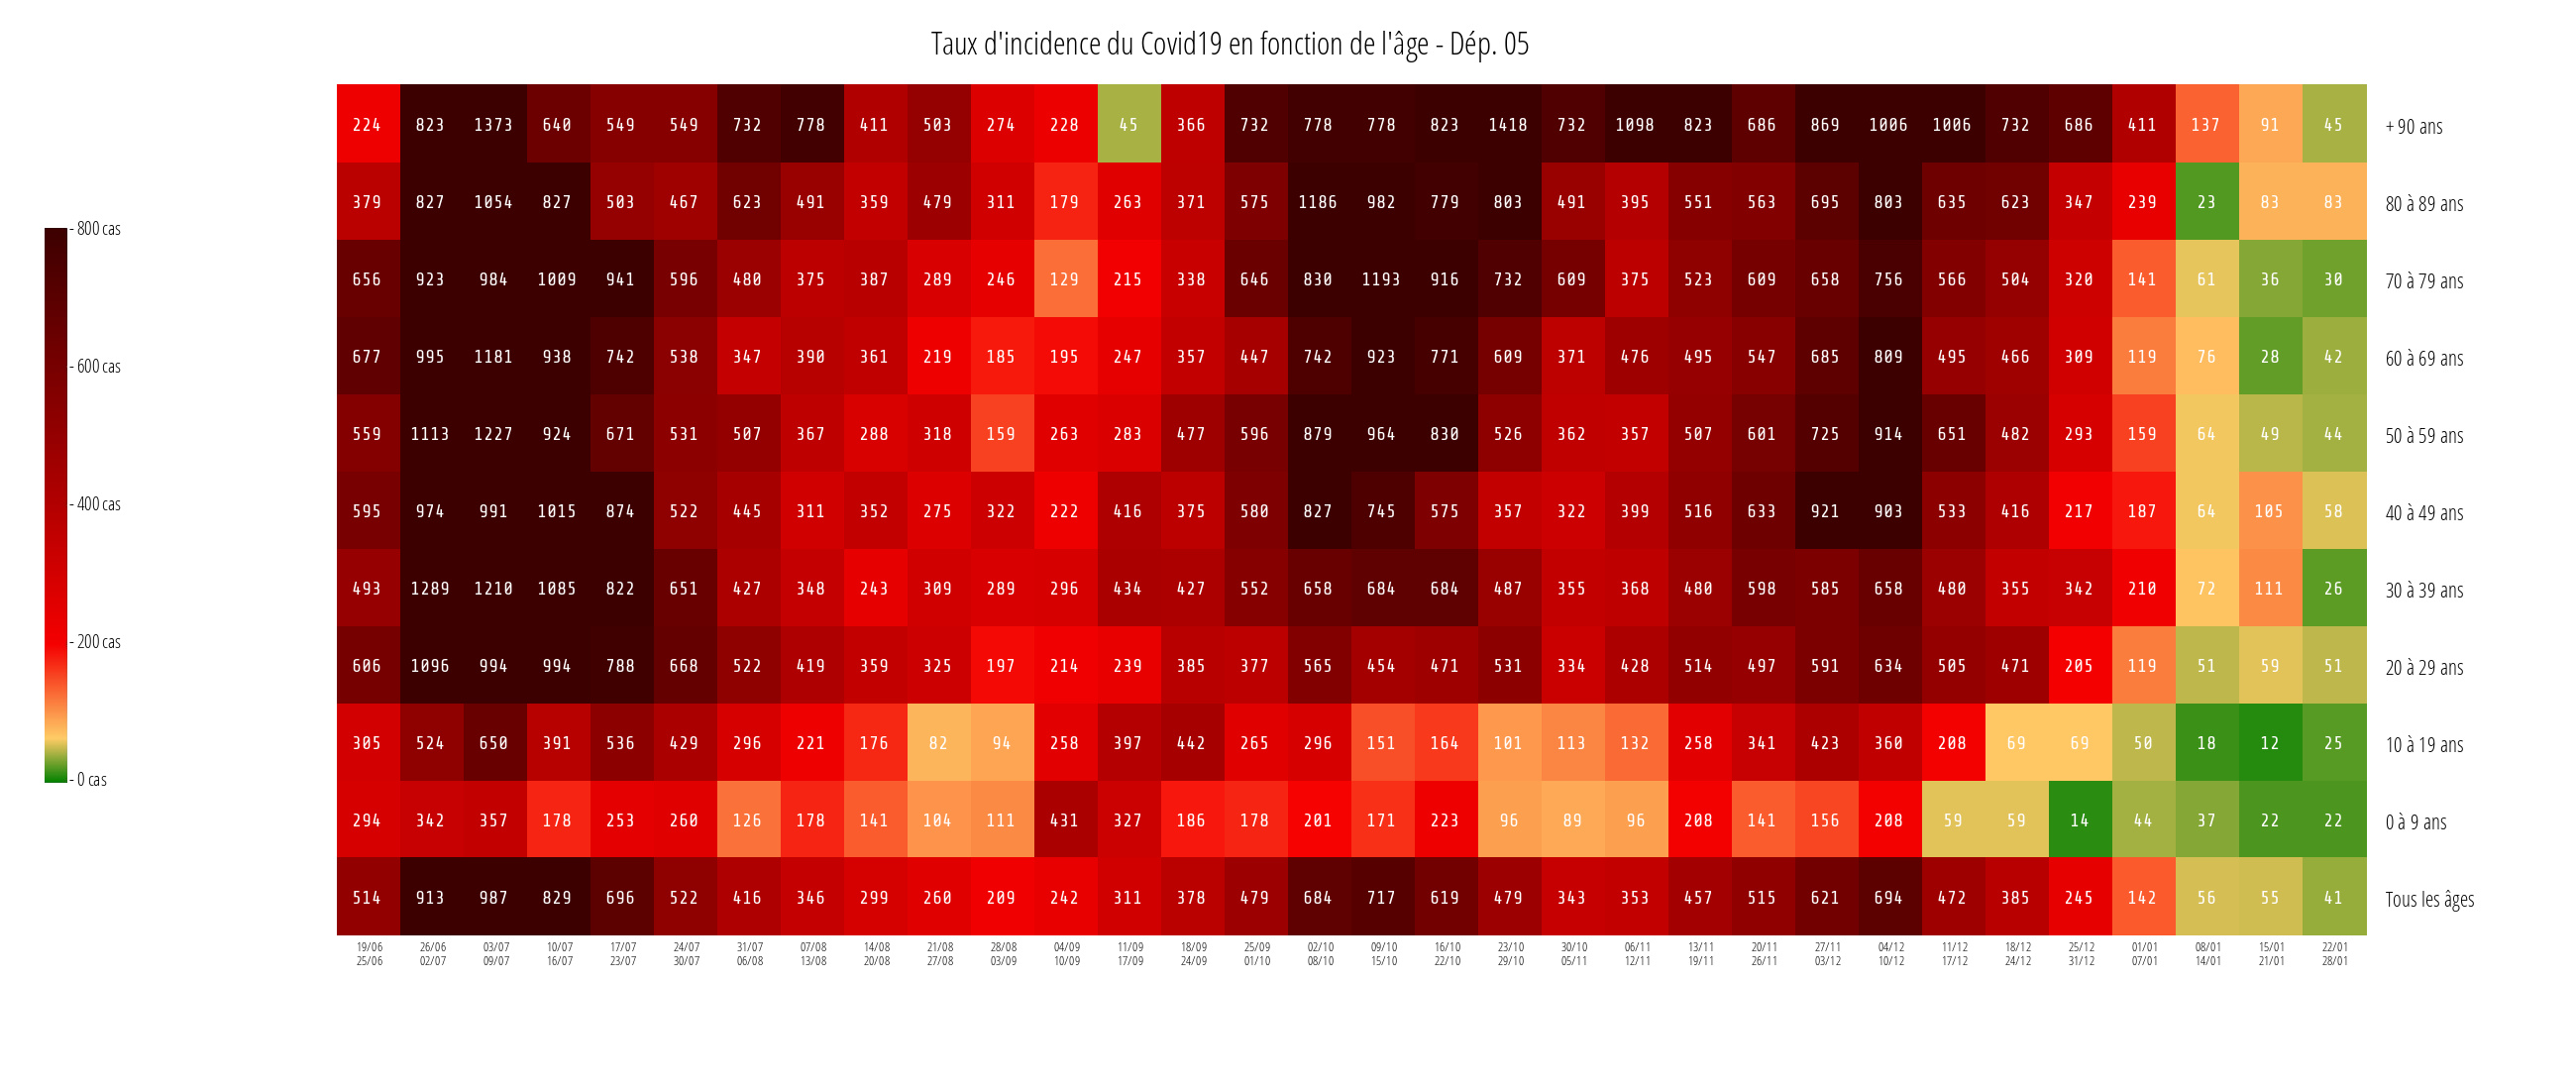 Taux d'incidence du Covid19 en fonction de l'âge - Dép. 05
224 823 1373 640 549 549 732 778 411 503 274 228 45 366 732 778 778 823 1418 732 1098 823 686 869 1006 1006 732 686 411 137 91 45 + 90 ans
379 827 1054 827 503 467 623 491 359 479 311 179 263 371 575 1186 982 779 803 491 395 551 563 695 803 635 623 347 239 23 83 83 80 à 89 ans
- 800 cas
656 923 984 1009 941 596 480 375 387 289 246 129 215 338 646 830 1193 916 732 609 375 523 609 658 756 566 504 320 141 61 36 30 70 à 79 ans
677 995 1181 938 742 538 347 390 361 219 185 195 247 357 447 742 923 771 609 371 476 495 547 685 809 495 466 309 119 76 28 42 60 à 69 ans
- 600 cas
559 1113 1227 924 671 531 507 367 288 318 159 263 283 477 596 879 964 830 526 362 357 507 601 725 914 651 482 293 159 64 49 44 50 à 59 ans
- 400 cas
595 974 991 1015 874 522 445 311 352 275 322 222 416 375 580 827 745 575 357 322 399 516 633 921 903 533 416 217 187 64 105 58 40 à 49 ans
493 1289 1210 1085 822 651 427 348 243 309 289 296 434 427 552 658 684 684 487 355 368 480 598 585 658 480 355 342 210 72 111 26 30 à 39 ans
- 200 cas
606 1096 994 994 788 668 522 419 359 325 197 214 239 385 377 565 454 471 531 334 428 514 497 591 634 505 471 205 119 51 59 51 20 à 29 ans
305 524 650 391 536 429 296 221 176 82 94 258 397 442 265 296 151 164 101 113 132 258 341 423 360 208 69 69 50 18 12 25 10 à 19 ans
- 0 cas
294 342 357 178 253 260 126 178 141 104 111 431 327 186 178 201 171 223 96 89 96 208 141 156 208 59 59 14 44 37 22 22 0 à 9 ans
514 913 987 829 696 522 416 346 299 260 209 242 311 378 479 684 717 619 479 343 353 457 515 621 694 472 385 245 142 56 55 41 Tous les âges
19/06 26/06 03/07 10/07 17/07 24/07 31/07 07/08 14/08 21/08 28/08 04/09 11/09 18/09 25/09 02/10 09/10 16/10 23/10 30/10 06/11 13/11 20/11 27/11 04/12 11/12 18/12 25/12 01/01 08/01 15/01 22/01
25/06 02/07 09/07 16/07 23/07 30/07 06/08 13/08 20/08 27/08 03/09 10/09 17/09 24/09 01/10 08/10 15/10 22/10 29/10 05/11 12/11 19/11 26/11 03/12 10/12 17/12 24/12 31/12 07/01 14/01 21/01 28/01